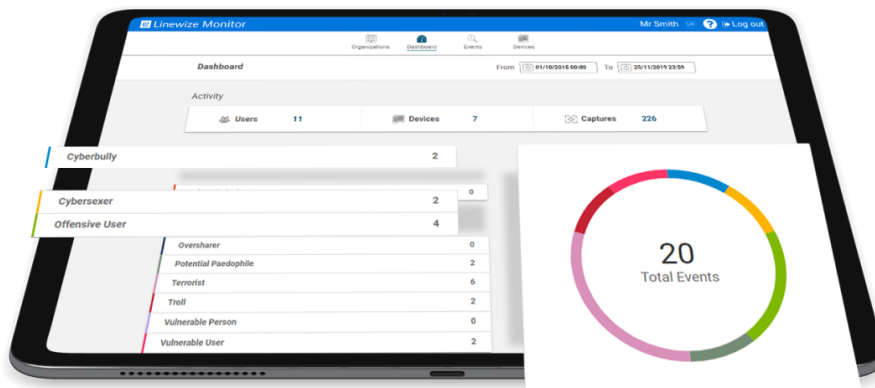 Linewize Monitor
Mr Smith UK ? Log out
Organizations Dashboard Events Devices
Dashboard From 01/10/2015 00:00 To 25/11/2019 23:59
Activity
Users 11 Devices 7 Captures 226
Cyberbully 2
0
Cybersexer 2
Offensive User 4
Oversharer 0
Potential Paedophile 2
Terrorist 6
Troll 2
Vulnerable Person 0
Vulnerable User 2
20
Total Events